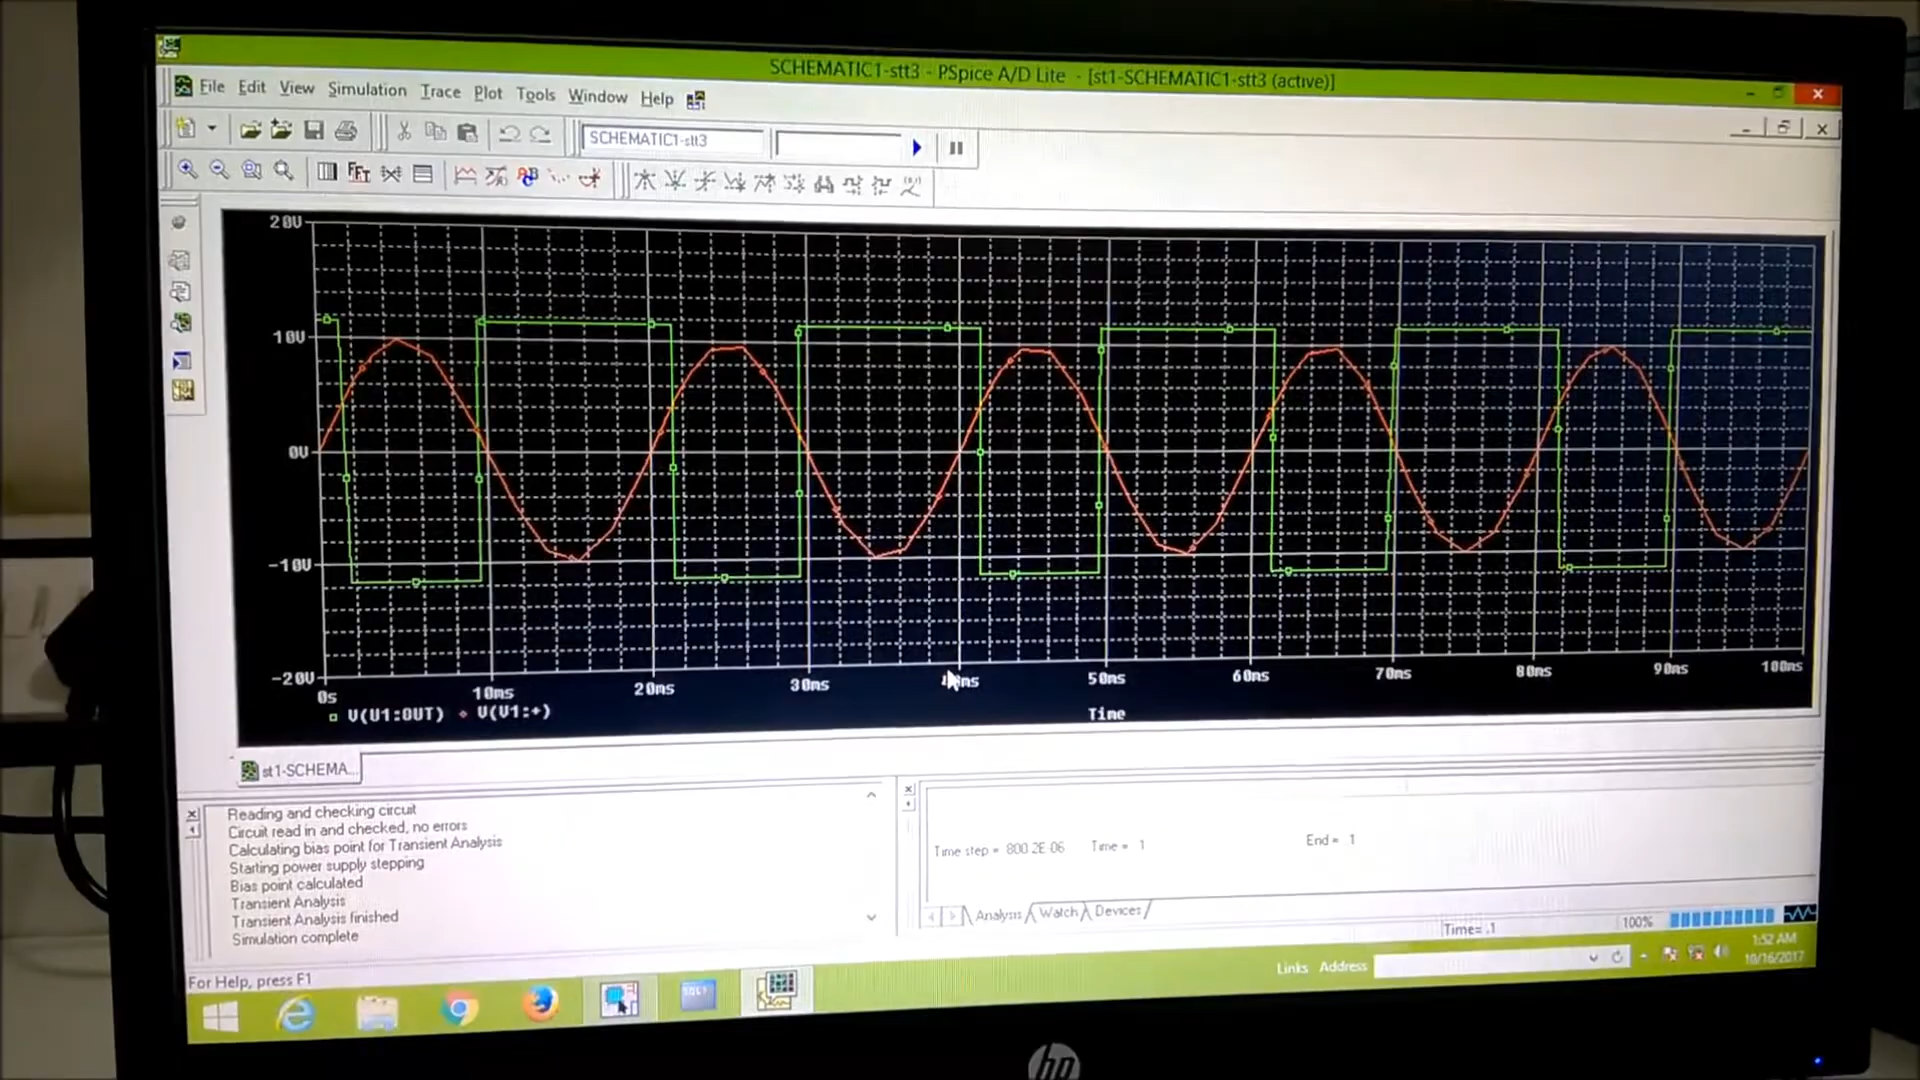 SCHEMATIC1-stt3 - PSpice A/D Lite - [st1-SCHEMATIC1-stt3 (active)]
File Edit View Simulation Trace Plot Tools Window Help
SCHEMATIC1-stt3
FFT
20V
10V
0V
-10V
-20V
0s 10ms 20ms 30ms 50ms 60ms 70ms 80ms 90ms 100ms
V(U1:OUT) V(V1:+)
Time
st1-SCHEMA...
Reading and checking circuit
Circuit read in and checked, no errors
Calculating bias point for Transient Analysis
Starting power supply stepping
Bias point calculated
Transient Analysis
Transient Analysis finished
Simulation complete
Time step = 800.2E-06 Time = .1 End = .1
Analysis Watch Devices
Time= .1 100%
For Help, press F1
Links Address
1:52 AM
10/16/2017
hp